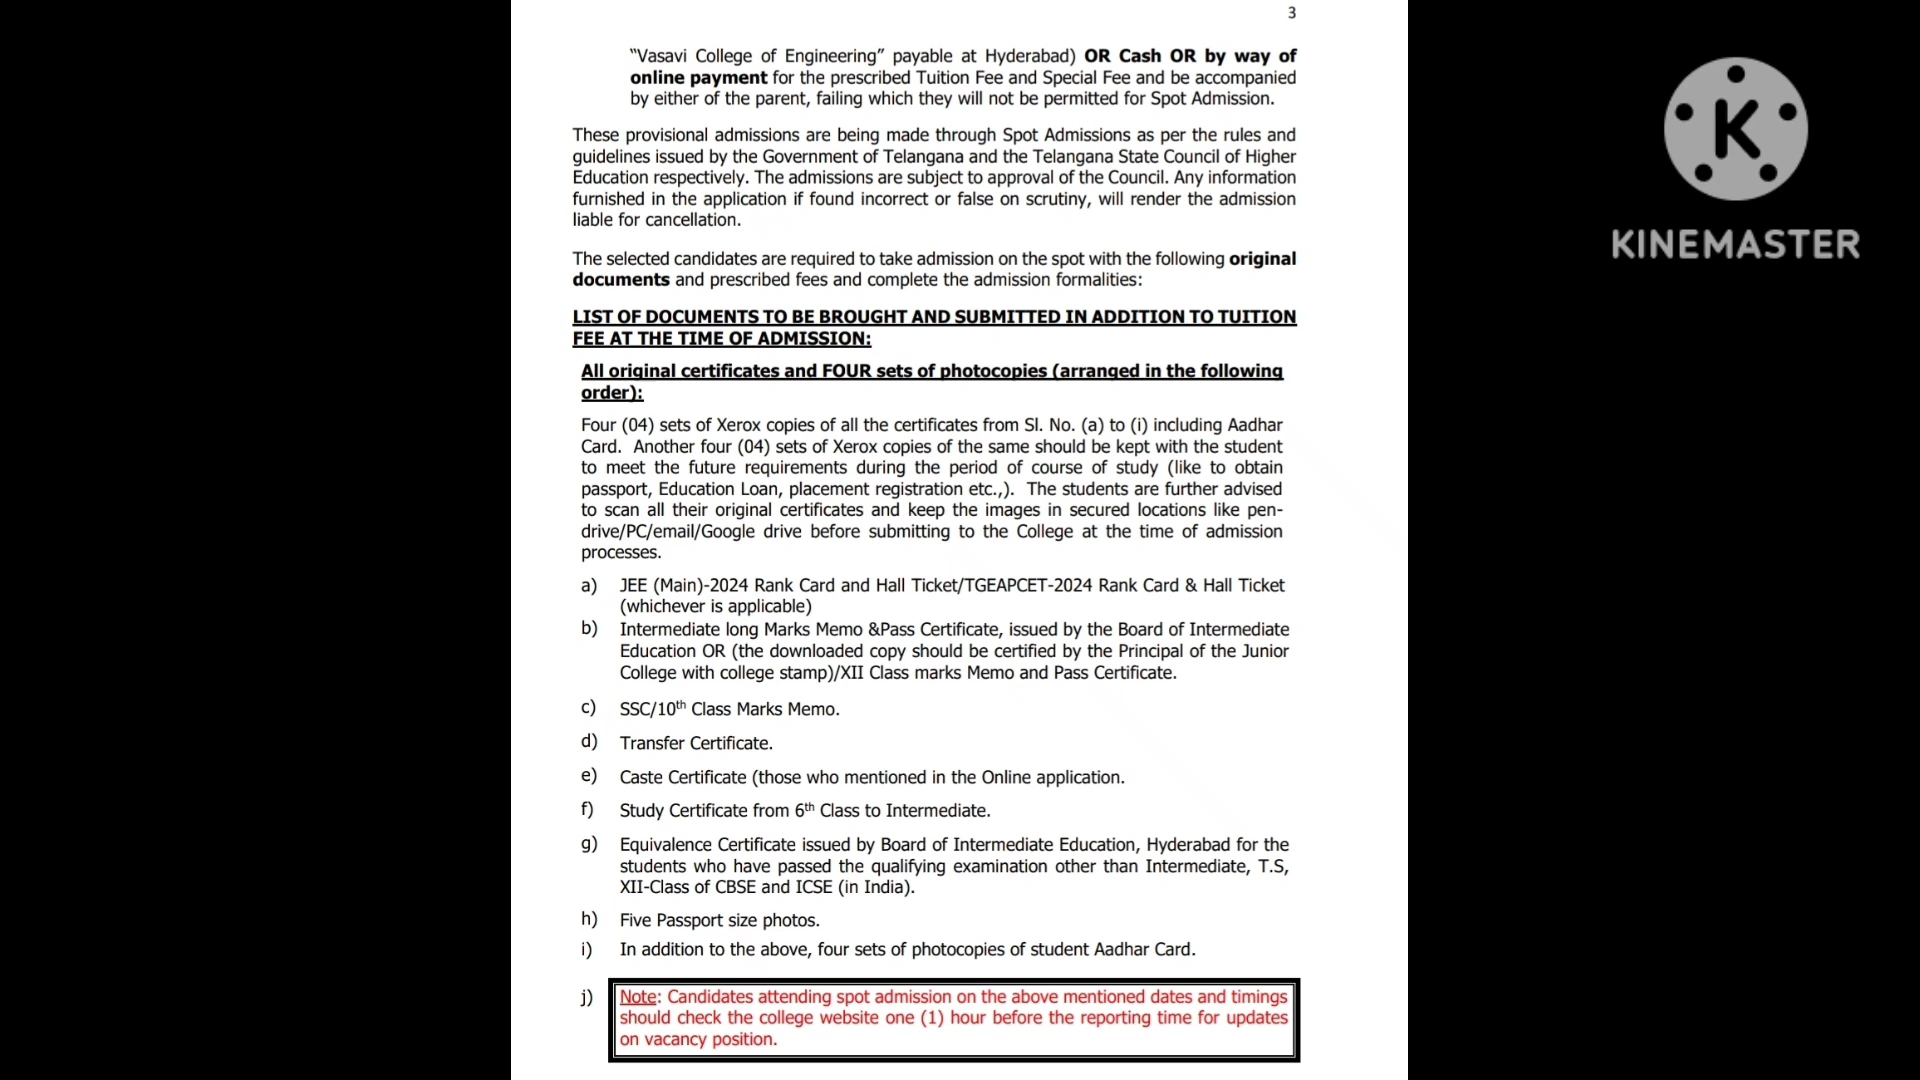 3
“Vasavi College of Engineering” payable at Hyderabad) OR Cash OR by way of
online payment for the prescribed Tuition Fee and Special Fee and be accompanied
by either of the parent, failing which they will not be permitted for Spot Admission.
These provisional admissions are being made through Spot Admissions as per the rules and
guidelines issued by the Government of Telangana and the Telangana State Council of Higher
Education respectively. The admissions are subject to approval of the Council. Any information
furnished in the application if found incorrect or false on scrutiny, will render the admission
liable for cancellation.
The selected candidates are required to take admission on the spot with the following original
documents and prescribed fees and complete the admission formalities:
LIST OF DOCUMENTS TO BE BROUGHT AND SUBMITTED IN ADDITION TO TUITION
FEE AT THE TIME OF ADMISSION:
All original certificates and FOUR sets of photocopies (arranged in the following
order):
Four (04) sets of Xerox copies of all the certificates from Sl. No. (a) to (i) including Aadhar
Card. Another four (04) sets of Xerox copies of the same should be kept with the student
to meet the future requirements during the period of course of study (like to obtain
passport, Education Loan, placement registration etc.,). The students are further advised
to scan all their original certificates and keep the images in secured locations like pen-
drive/PC/email/Google drive before submitting to the College at the time of admission
processes.
a) JEE (Main)-2024 Rank Card and Hall Ticket/TGEAPCET-2024 Rank Card & Hall Ticket
(whichever is applicable)
b) Intermediate long Marks Memo &Pass Certificate, issued by the Board of Intermediate
Education OR (the downloaded copy should be certified by the Principal of the Junior
College with college stamp)/XII Class marks Memo and Pass Certificate.
c) SSC/10th Class Marks Memo.
d) Transfer Certificate.
e) Caste Certificate (those who mentioned in the Online application.
f) Study Certificate from 6th Class to Intermediate.
g) Equivalence Certificate issued by Board of Intermediate Education, Hyderabad for the
students who have passed the qualifying examination other than Intermediate, T.S,
XII-Class of CBSE and ICSE (in India).
h) Five Passport size photos.
i) In addition to the above, four sets of photocopies of student Aadhar Card.
j) Note: Candidates attending spot admission on the above mentioned dates and timings
should check the college website one (1) hour before the reporting time for updates
on vacancy position.
K
KINEMASTER